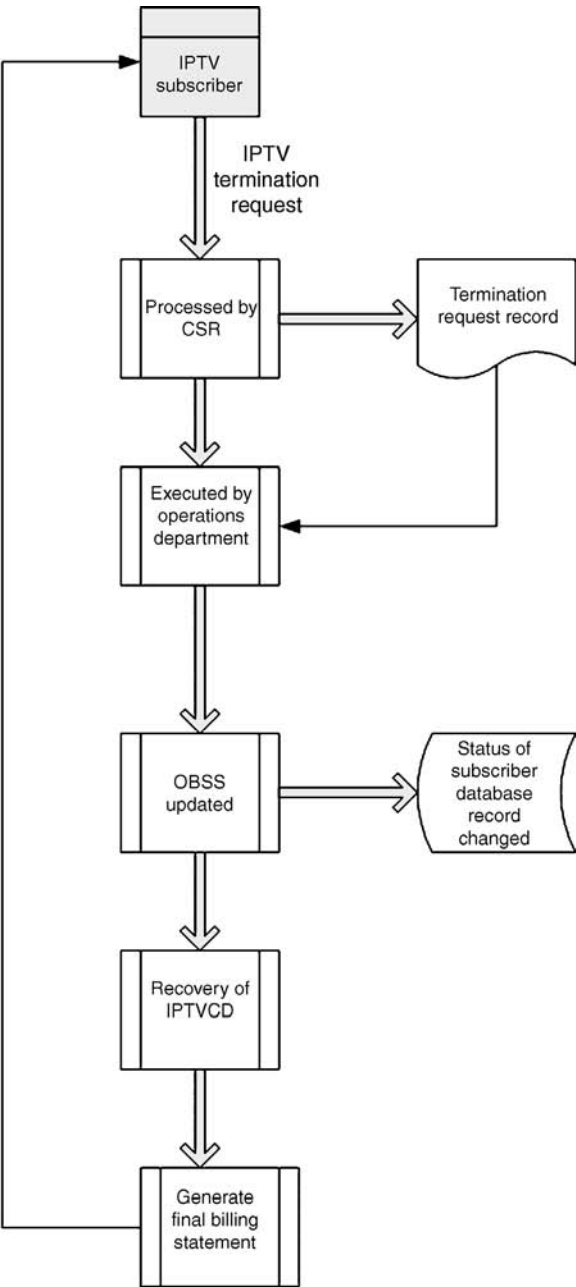 IPTV
subscriber
IPTV
termination
request
Processed by
CSR
Termination
request record
Executed by
operations
department
OBSS
updated
Status of
subscriber
database
record
changed
Recovery of
IPTVCD
Generate
final billing
statement